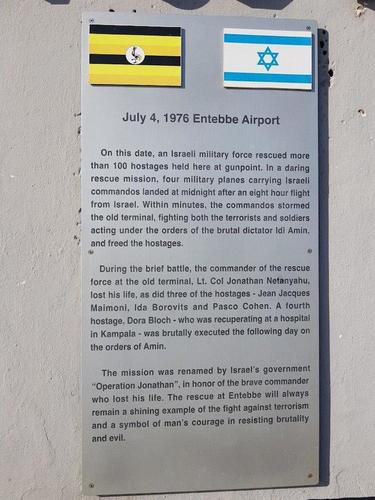 July 4, 1976 Entebbe Airport
On this date, an Israeli military force rescued more
than 100 hostages held here at gunpoint. In a daring
rescue mission, four military planes carrying Israeli
commandos landed at midnight after an eight hour flight
from Israel. Within minutes, the commandos stormed
the old terminal, fighting both the terrorists and soldiers
acting under the orders of the brutal dictator Idi Amin,
and freed the hostages.
During the brief battle, the commander of the rescue
force at the old terminal, Lt. Col Jonathan Netanyahu,
lost his life, as did three of the hostages - Jean Jacques
Maimoni, Ida Borovits and Pasco Cohen. A fourth
hostage, Dora Bloch - who was recuperating at a hospital
in Kampala - was brutally executed the following day on
the orders of Amin.
The mission was renamed by Israel's government
"Operation Jonathan", in honor of the brave commander
who lost his life. The rescue at Entebbe will always
remain a shining example of the fight against terrorism
and a symbol of man's courage in resisting brutality
and evil.